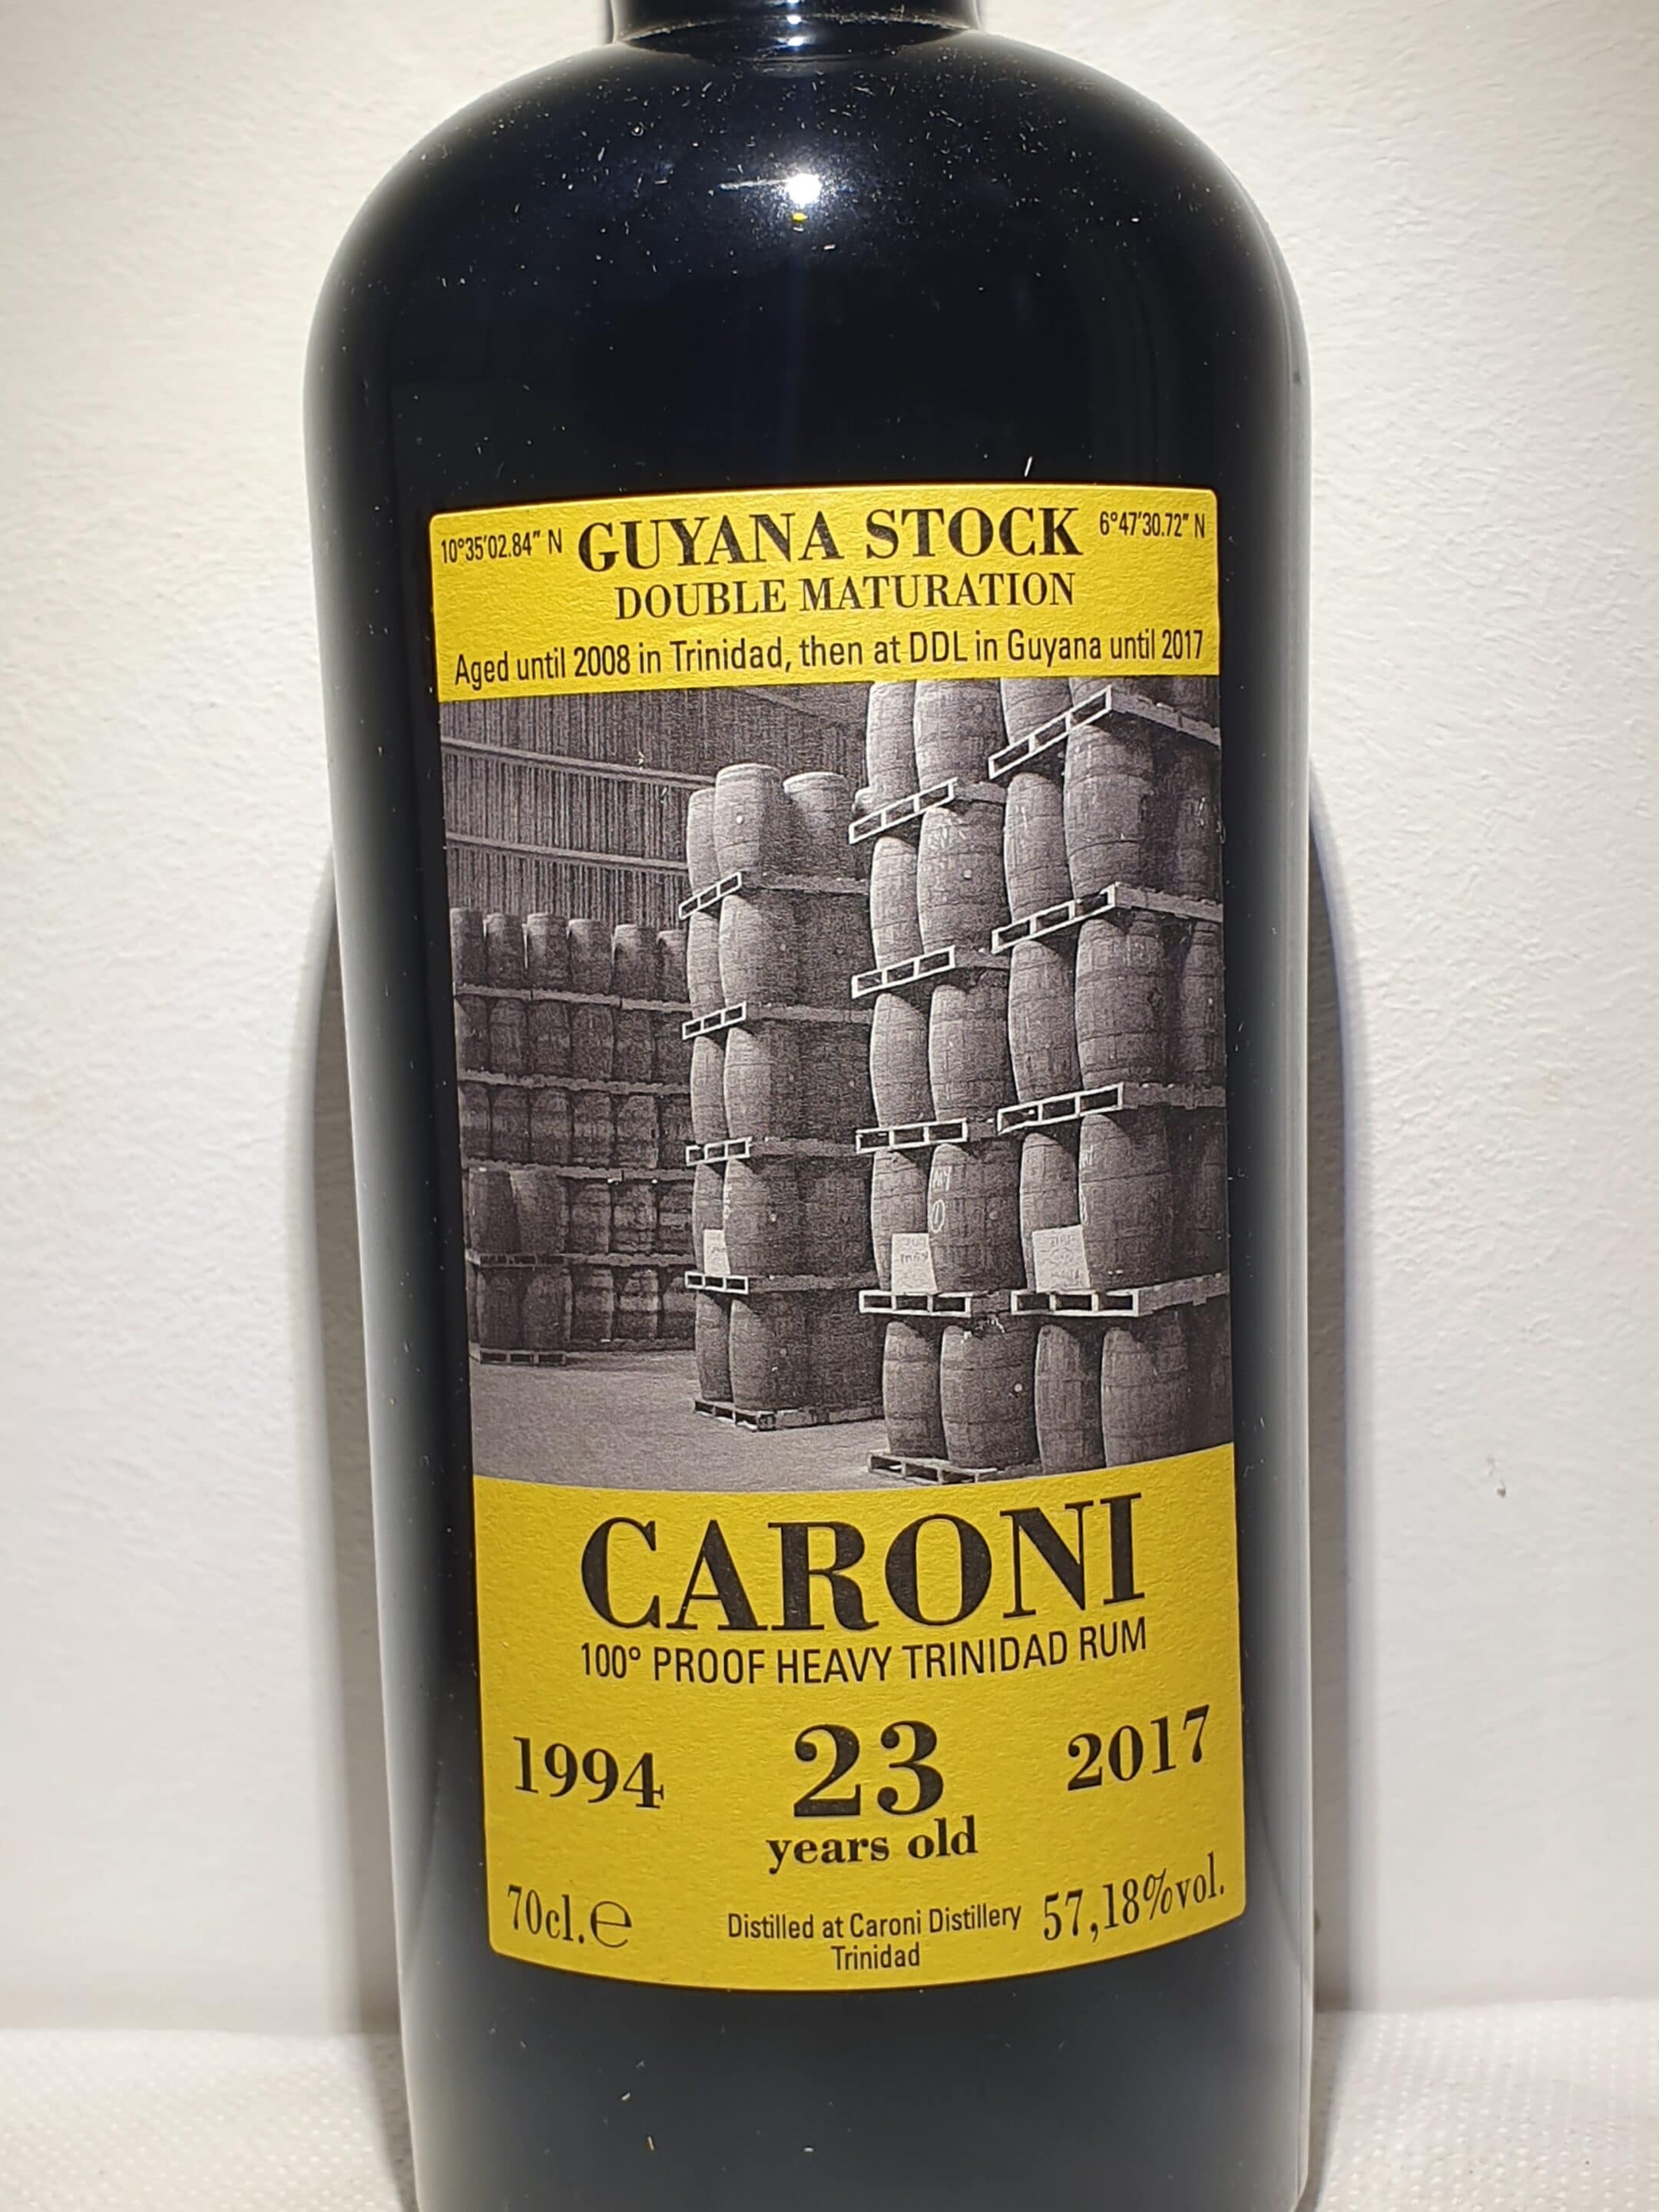 10°35'02.84" N GUYANA STOCK 6°47'30.72" N
DOUBLE MATURATION
Aged until 2008 in Trinidad, then at DDL in Guyana until 2017
CARONI
100° PROOF HEAVY TRINIDAD RUM
1994 23 2017
years old
70cl.℮ Distilled at Caroni Distillery 57,18%vol.
Trinidad